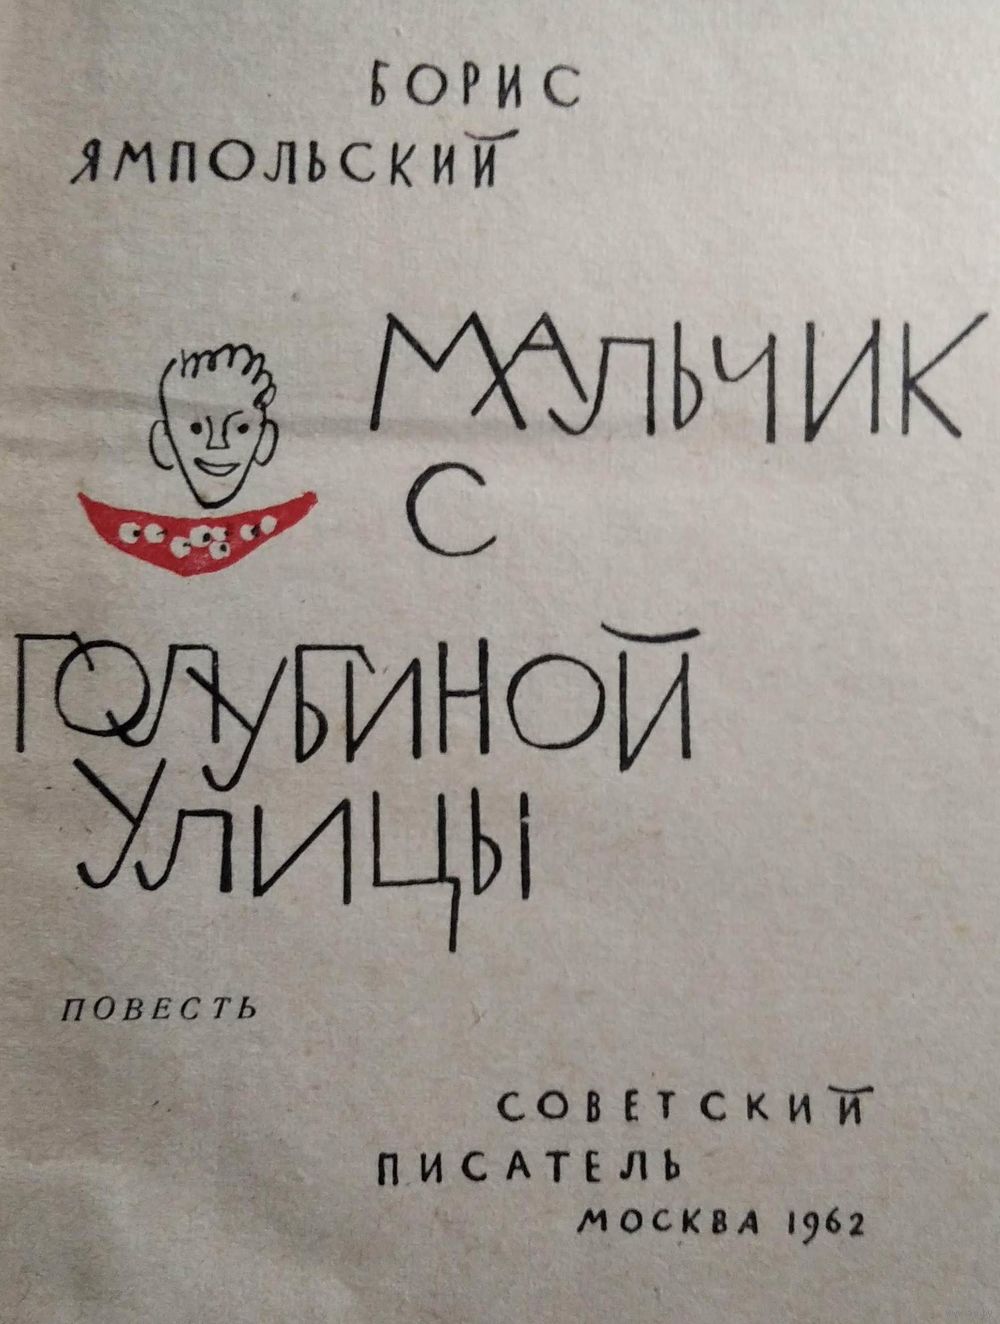 БОРИС
ЯМПОЛЬСКИЙ
МАЛЬЧИК
С
ГОЛУБИНОЙ
УЛИЦЫ
ПОВЕСТЬ
СОВЕТСКИЙ
ПИСАТЕЛЬ
МОСКВА 1962